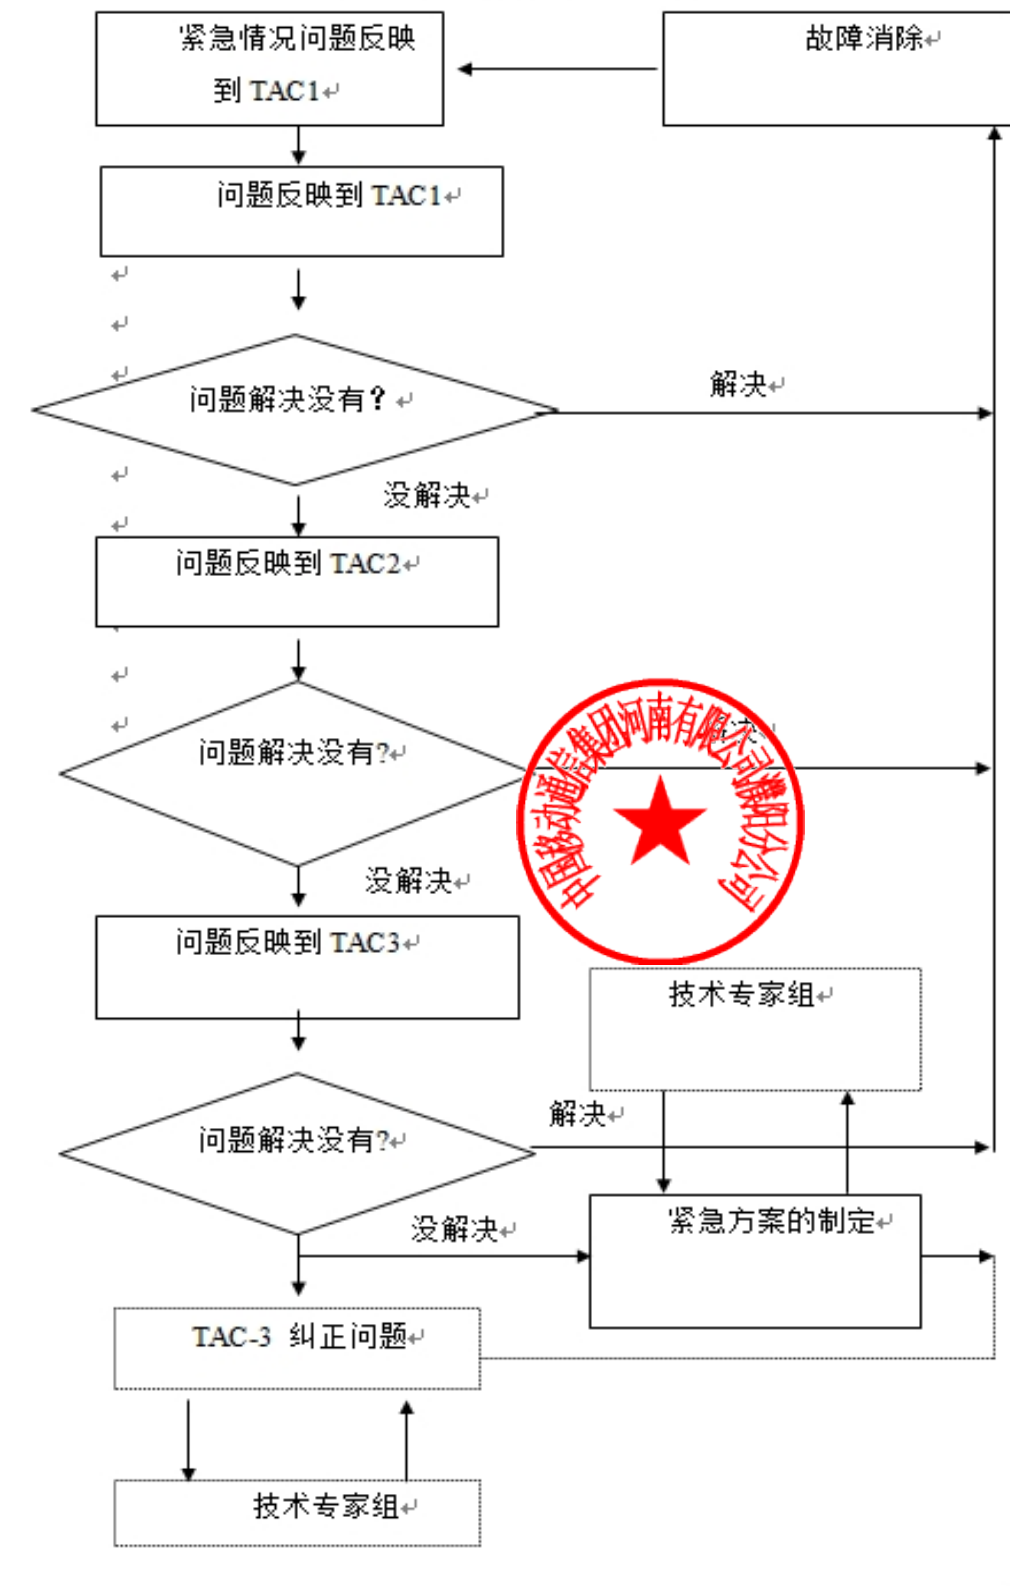 紧急情况问题反映
到 TAC1
故障消除
问题反映到 TAC1
问题解决没有？
解决
没解决
问题反映到 TAC2
问题解决没有?
解决
中国移动通信集团河南有限公司濮阳分公司
没解决
问题反映到 TAC3
技术专家组
问题解决没有?
解决
没解决
紧急方案的制定
TAC-3 纠正问题
技术专家组